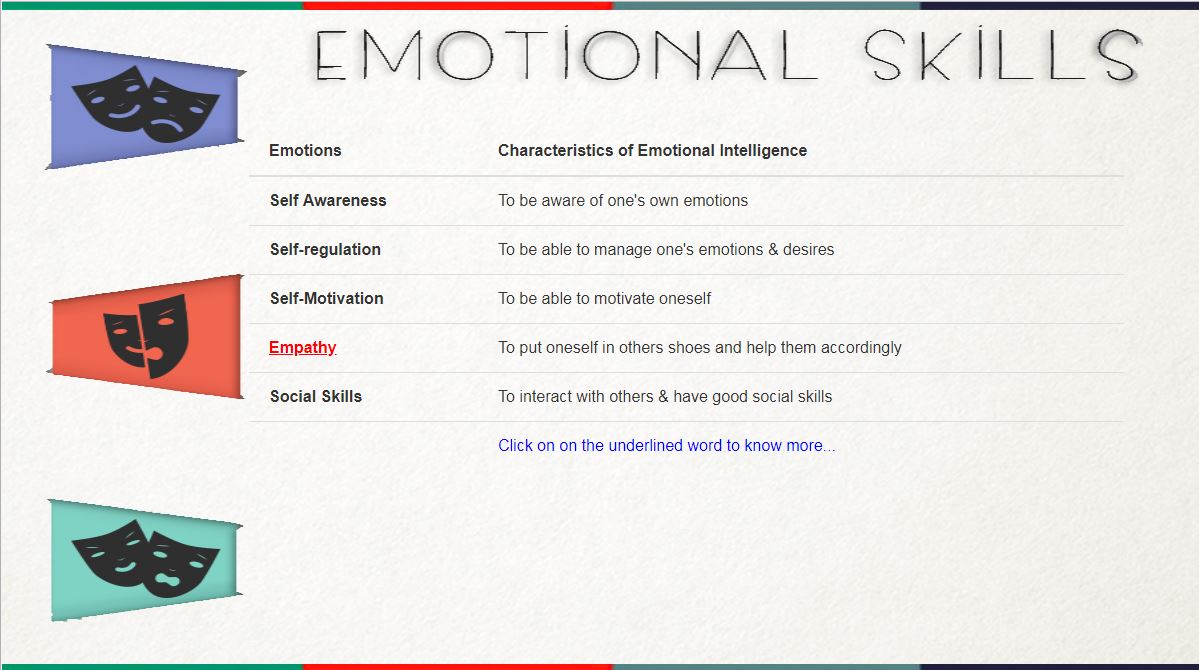 EMOTIONAL SKILLS
Emotions Characteristics of Emotional Intelligence
Self Awareness To be aware of one's own emotions
Self-regulation To be able to manage one's emotions & desires
Self-Motivation To be able to motivate oneself
Empathy To put oneself in others shoes and help them accordingly
Social Skills To interact with others & have good social skills
Click on on the underlined word to know more...